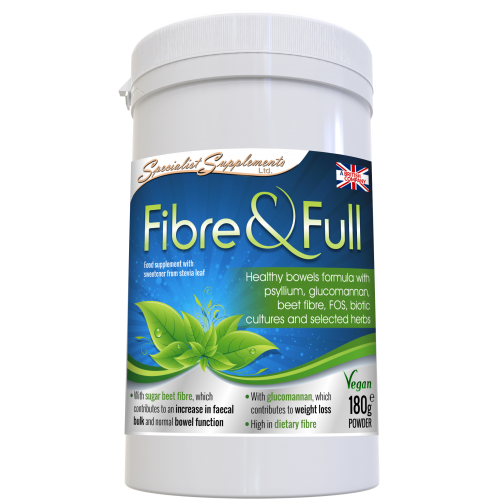 Specialist Supplements
Ltd.
A BRITISH
COMPANY
Fibre & Full
Food supplement with
sweetener from stevia leaf
Healthy bowels formula with
psyllium, glucomannan,
beet fibre, FOS, biotic
cultures and selected herbs
• With sugar beet fibre, which
contributes to an increase in faecal
bulk and normal bowel function
• With glucomannan, which
contributes to weight loss
• High in dietary fibre
Vegan
180g e
POWDER